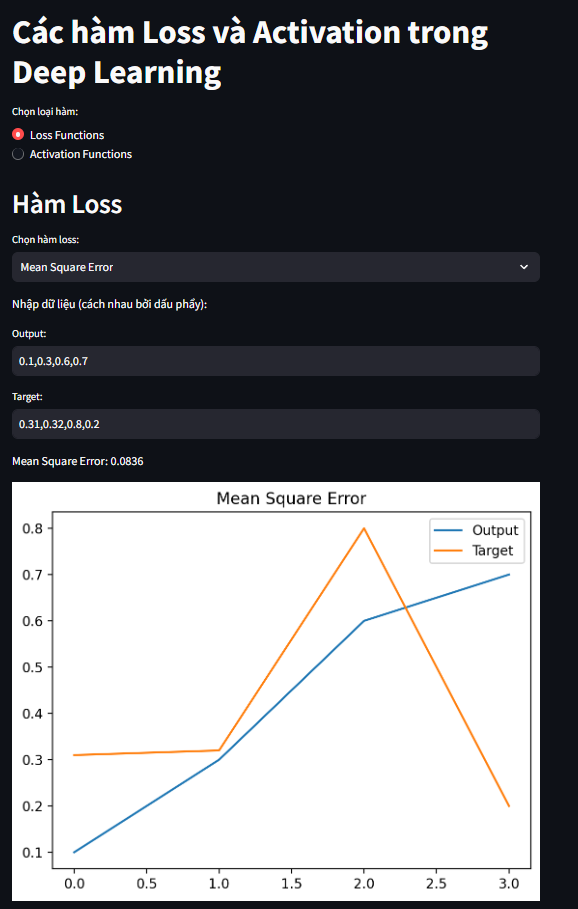 Các hàm Loss và Activation trong
Deep Learning
Chọn loại hàm:
Loss Functions
Activation Functions
Hàm Loss
Chọn hàm loss:
Mean Square Error
Nhập dữ liệu (cách nhau bởi dấu phẩy):
Output:
0.1,0.3,0.6,0.7
Target:
0.31,0.32,0.8,0.2
Mean Square Error: 0.0836
Mean Square Error
Output
Target
0.8
0.7
0.6
0.5
0.4
0.3
0.2
0.1
0.0 0.5 1.0 1.5 2.0 2.5 3.0